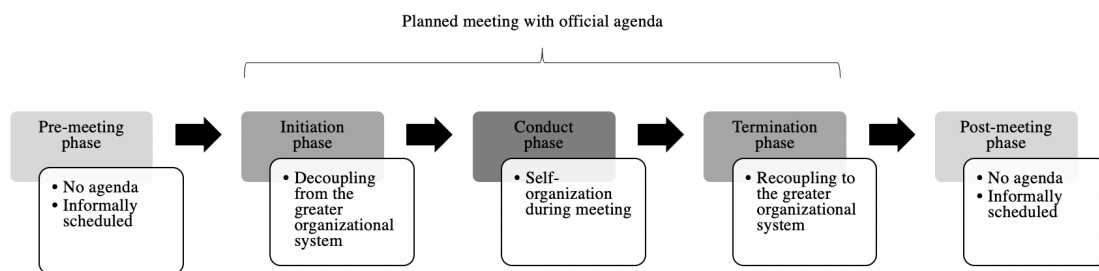 Planned meeting with official agenda
Pre-meeting
phase
• No agenda
• Informally
scheduled
Initiation
phase
• Decoupling
from the
greater
organizational
system
Conduct
phase
• Self-
organization
during meeting
Termination
phase
• Recoupling to
the greater
organizational
system
Post-meeting
phase
• No agenda
• Informally
scheduled